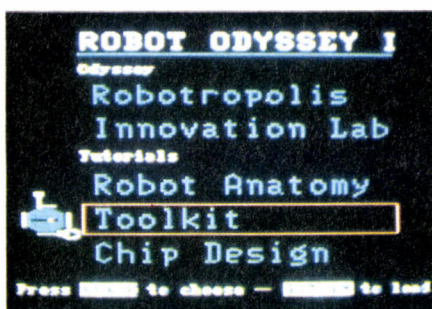 ROBOT ODYSSEY I
Odyssey
Robotropolis
Innovation Lab
Tutorials
Robot Anatomy
Toolkit
Chip Design
Press to choose — to load